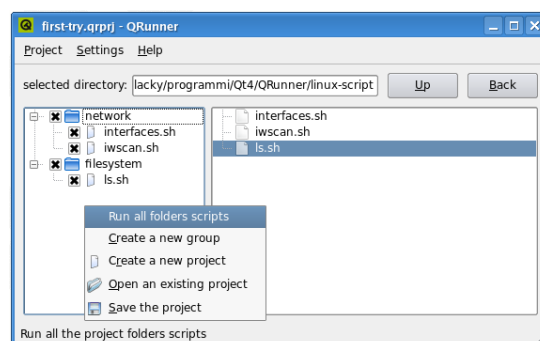 first-try.qrprj - QRunner
Project Settings Help
selected directory: lacky/programmi/Qt4/QRunner/linux-script Up Back
network
interfaces.sh
iwscan.sh
filesystem
ls.sh
interfaces.sh
iwscan.sh
ls.sh
Run all folders scripts
Create a new group
Create a new project
Open an existing project
Save the project
Run all the project folders scripts